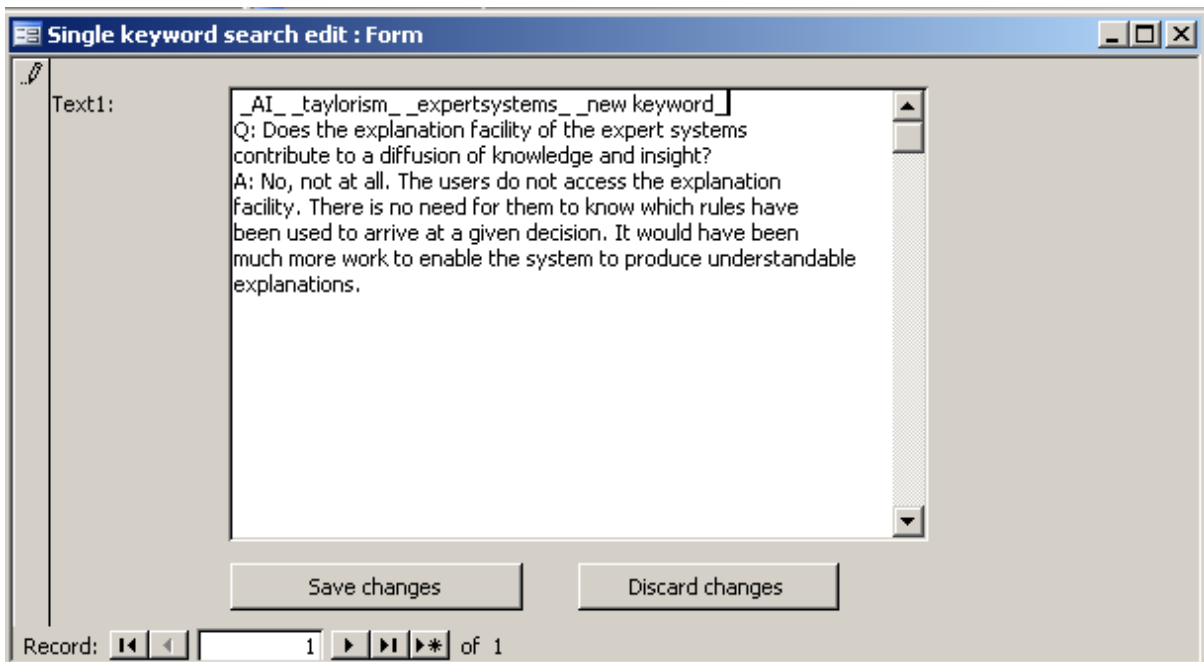 Single keyword search edit : Form
Text1:
_AI_ _taylorism_ _expertsystems_ _new keyword_
Q: Does the explanation facility of the expert systems
contribute to a diffusion of knowledge and insight?
A: No, not at all. The users do not access the explanation
facility. There is no need for them to know which rules have
been used to arrive at a given decision. It would have been
much more work to enable the system to produce understandable
explanations.
Save changes
Discard changes
Record: 1 of 1